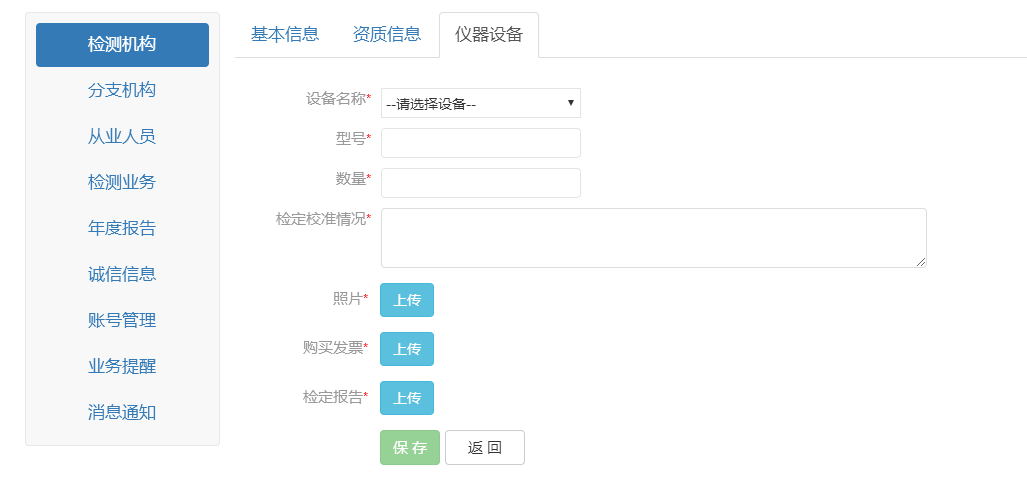 检测机构
分支机构
从业人员
检测业务
年度报告
诚信信息
账号管理
业务提醒
消息通知
基本信息 资质信息 仪器设备
设备名称* --请选择设备--
型号*
数量*
检定校准情况*
照片* 上传
购买发票* 上传
检定报告* 上传
保 存 返 回